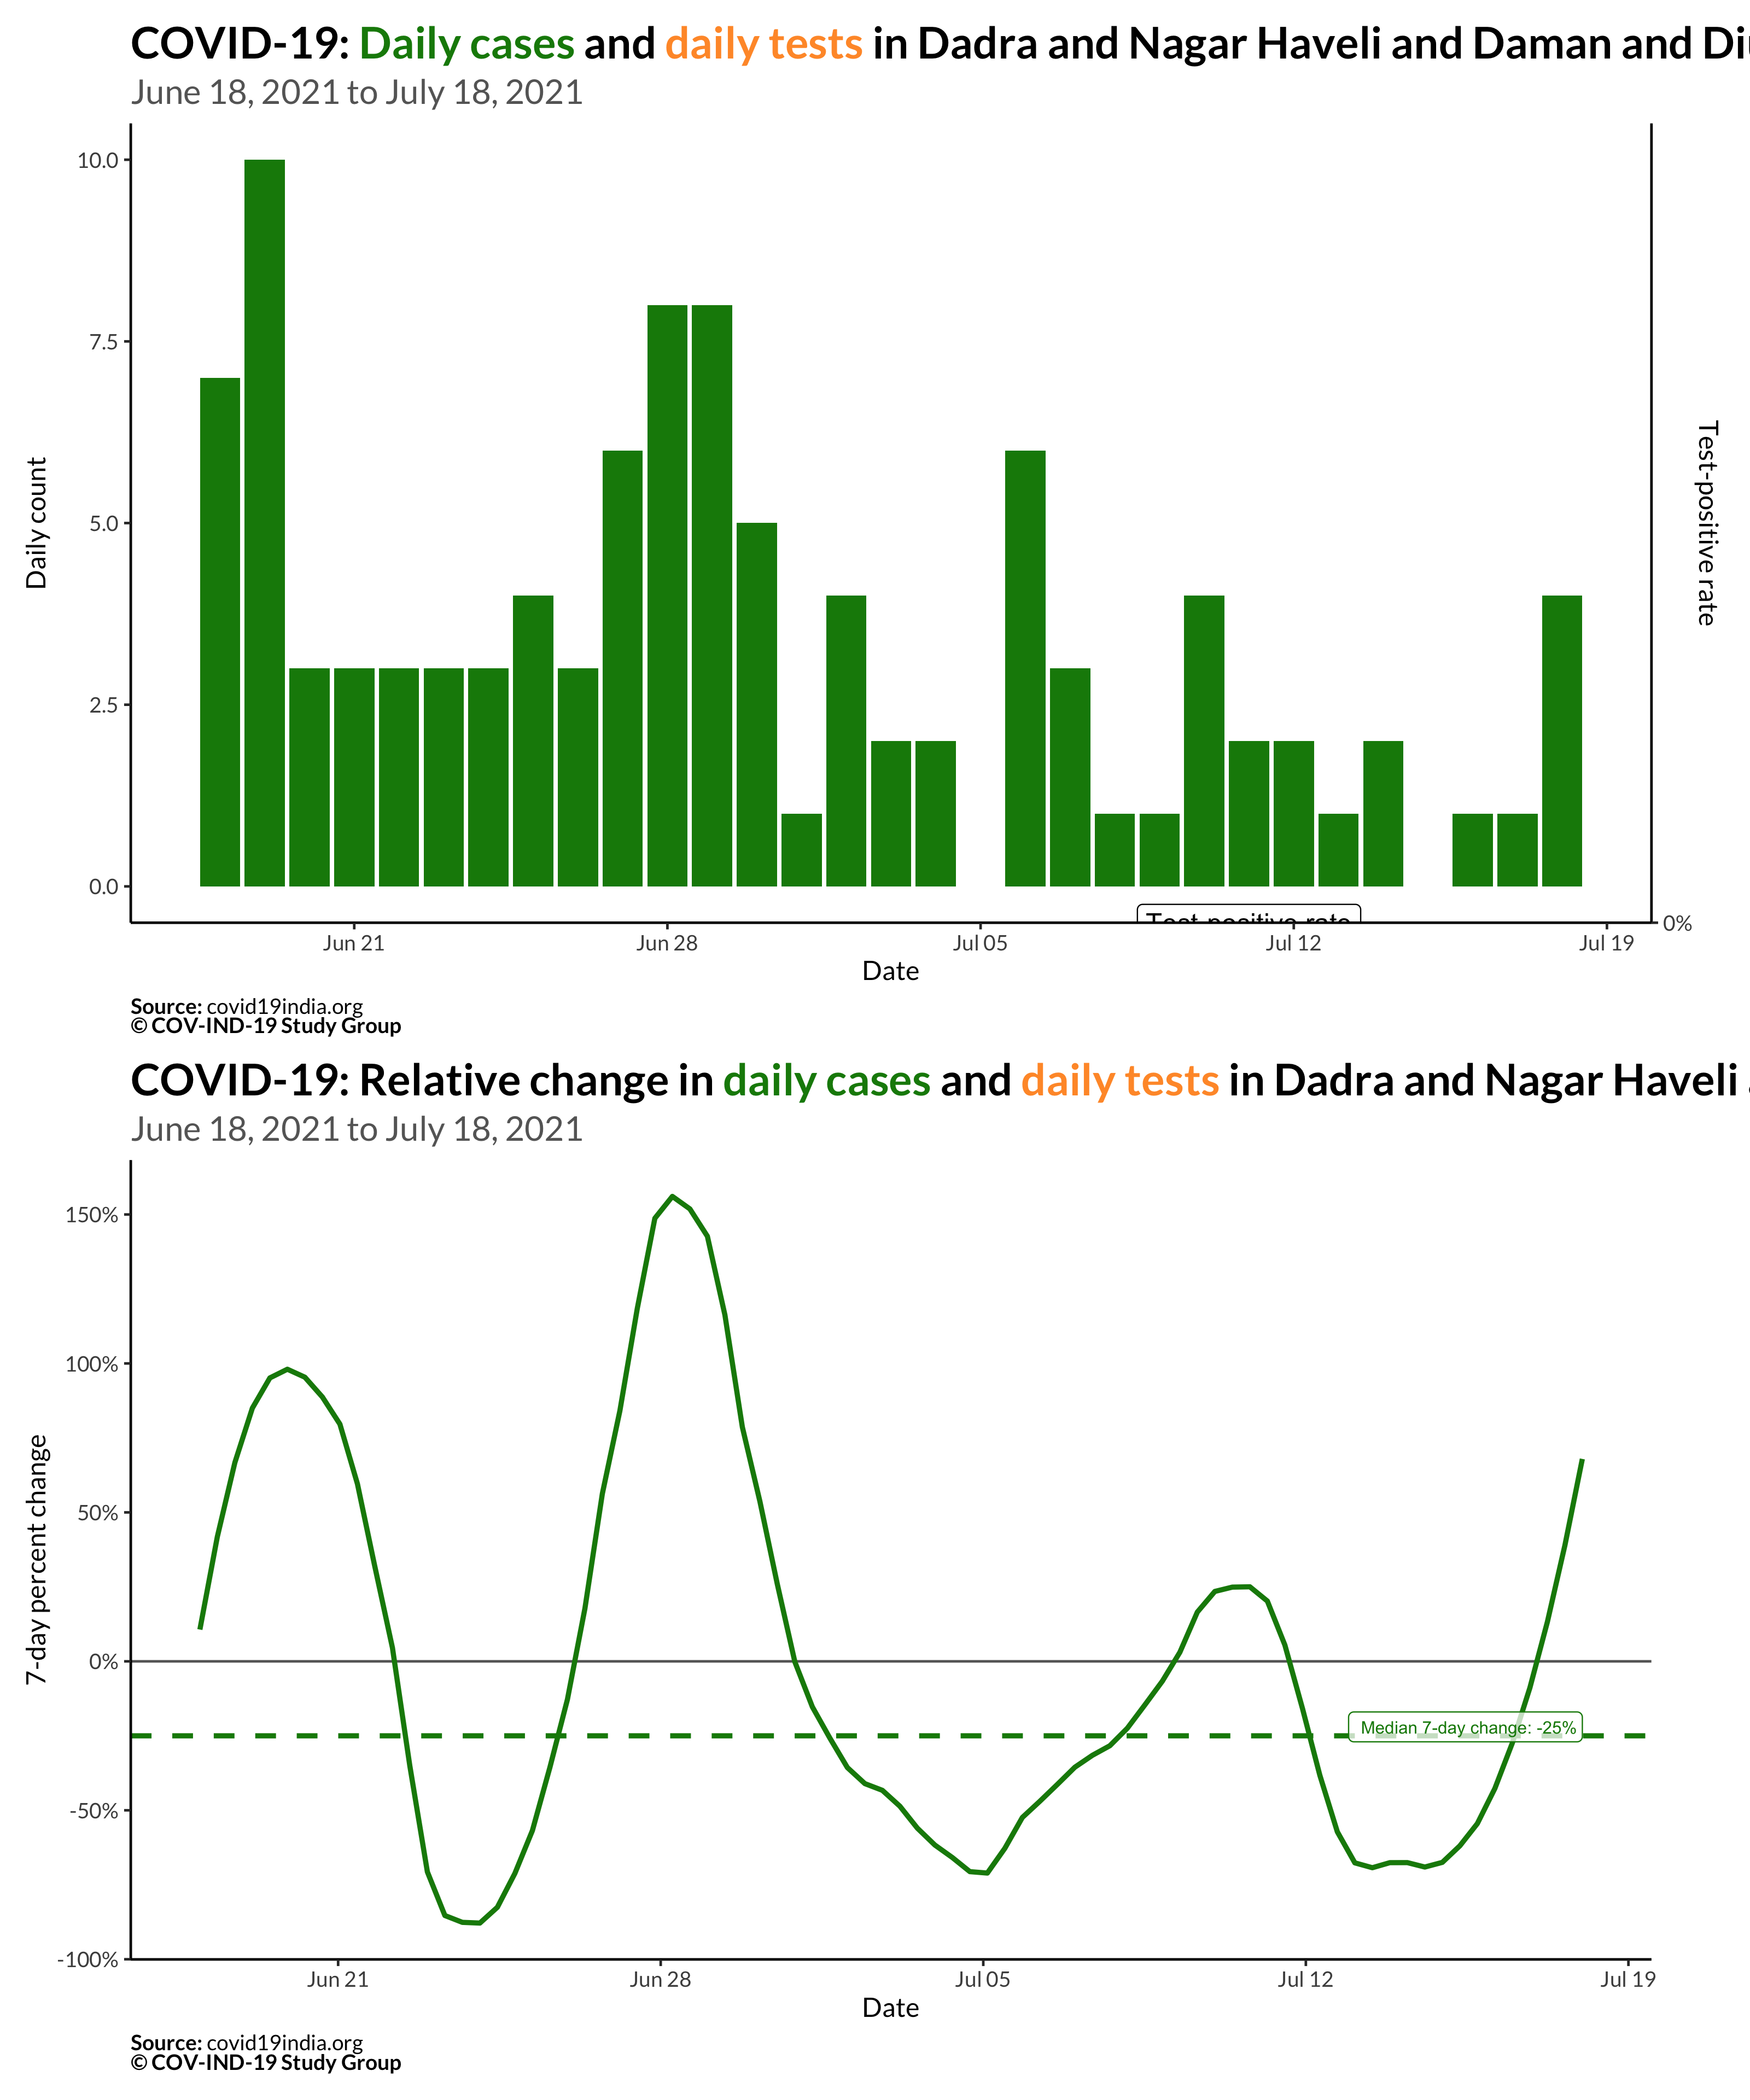 COVID-19: Daily cases and daily tests in Dadra and Nagar Haveli and Daman and Diu
June 18, 2021 to July 18, 2021
10.0
7.5
5.0
2.5
0.0
Daily count
Test-positive rate
Test-positive rate
0%
Jun 21
Jun 28
Jul 05
Jul 12
Jul 19
Date
Source: covid19india.org
© COV-IND-19 Study Group
COVID-19: Relative change in daily cases and daily tests in Dadra and Nagar Haveli
June 18, 2021 to July 18, 2021
150%
100%
50%
0%
-50%
-100%
7-day percent change
Median 7-day change: -25%
Jun 21
Jun 28
Jul 05
Jul 12
Jul 19
Date
Source: covid19india.org
© COV-IND-19 Study Group